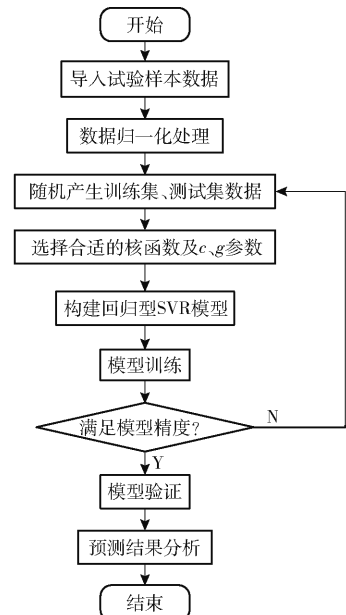 开始
导入试验样本数据
数据归一化处理
随机产生训练集、测试集数据
选择合适的核函数及c、g参数
构建回归型SVR模型
模型训练
满足模型精度?
N
Y
模型验证
预测结果分析
结束